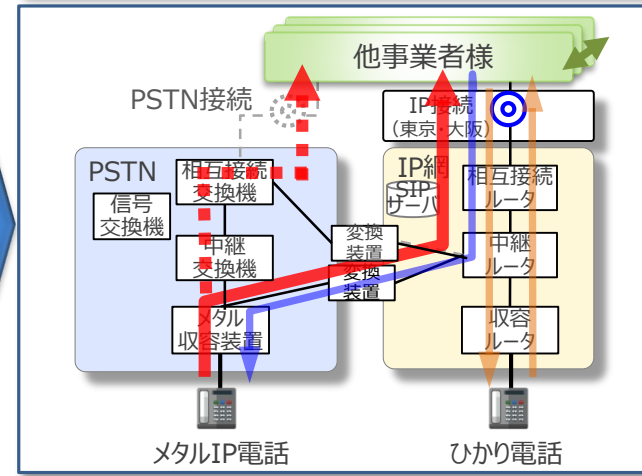 他事業者様
PSTN接続
IP接続
(東京・大阪)
PSTN
相互接続
交換機
信号
交換機
中継
交換機
メタル
収容装置
変換
装置
変換
装置
IP網
SIP
サーバ
相互接続
ルータ
中継
ルータ
収容
ルータ
メタルIP電話
ひかり電話